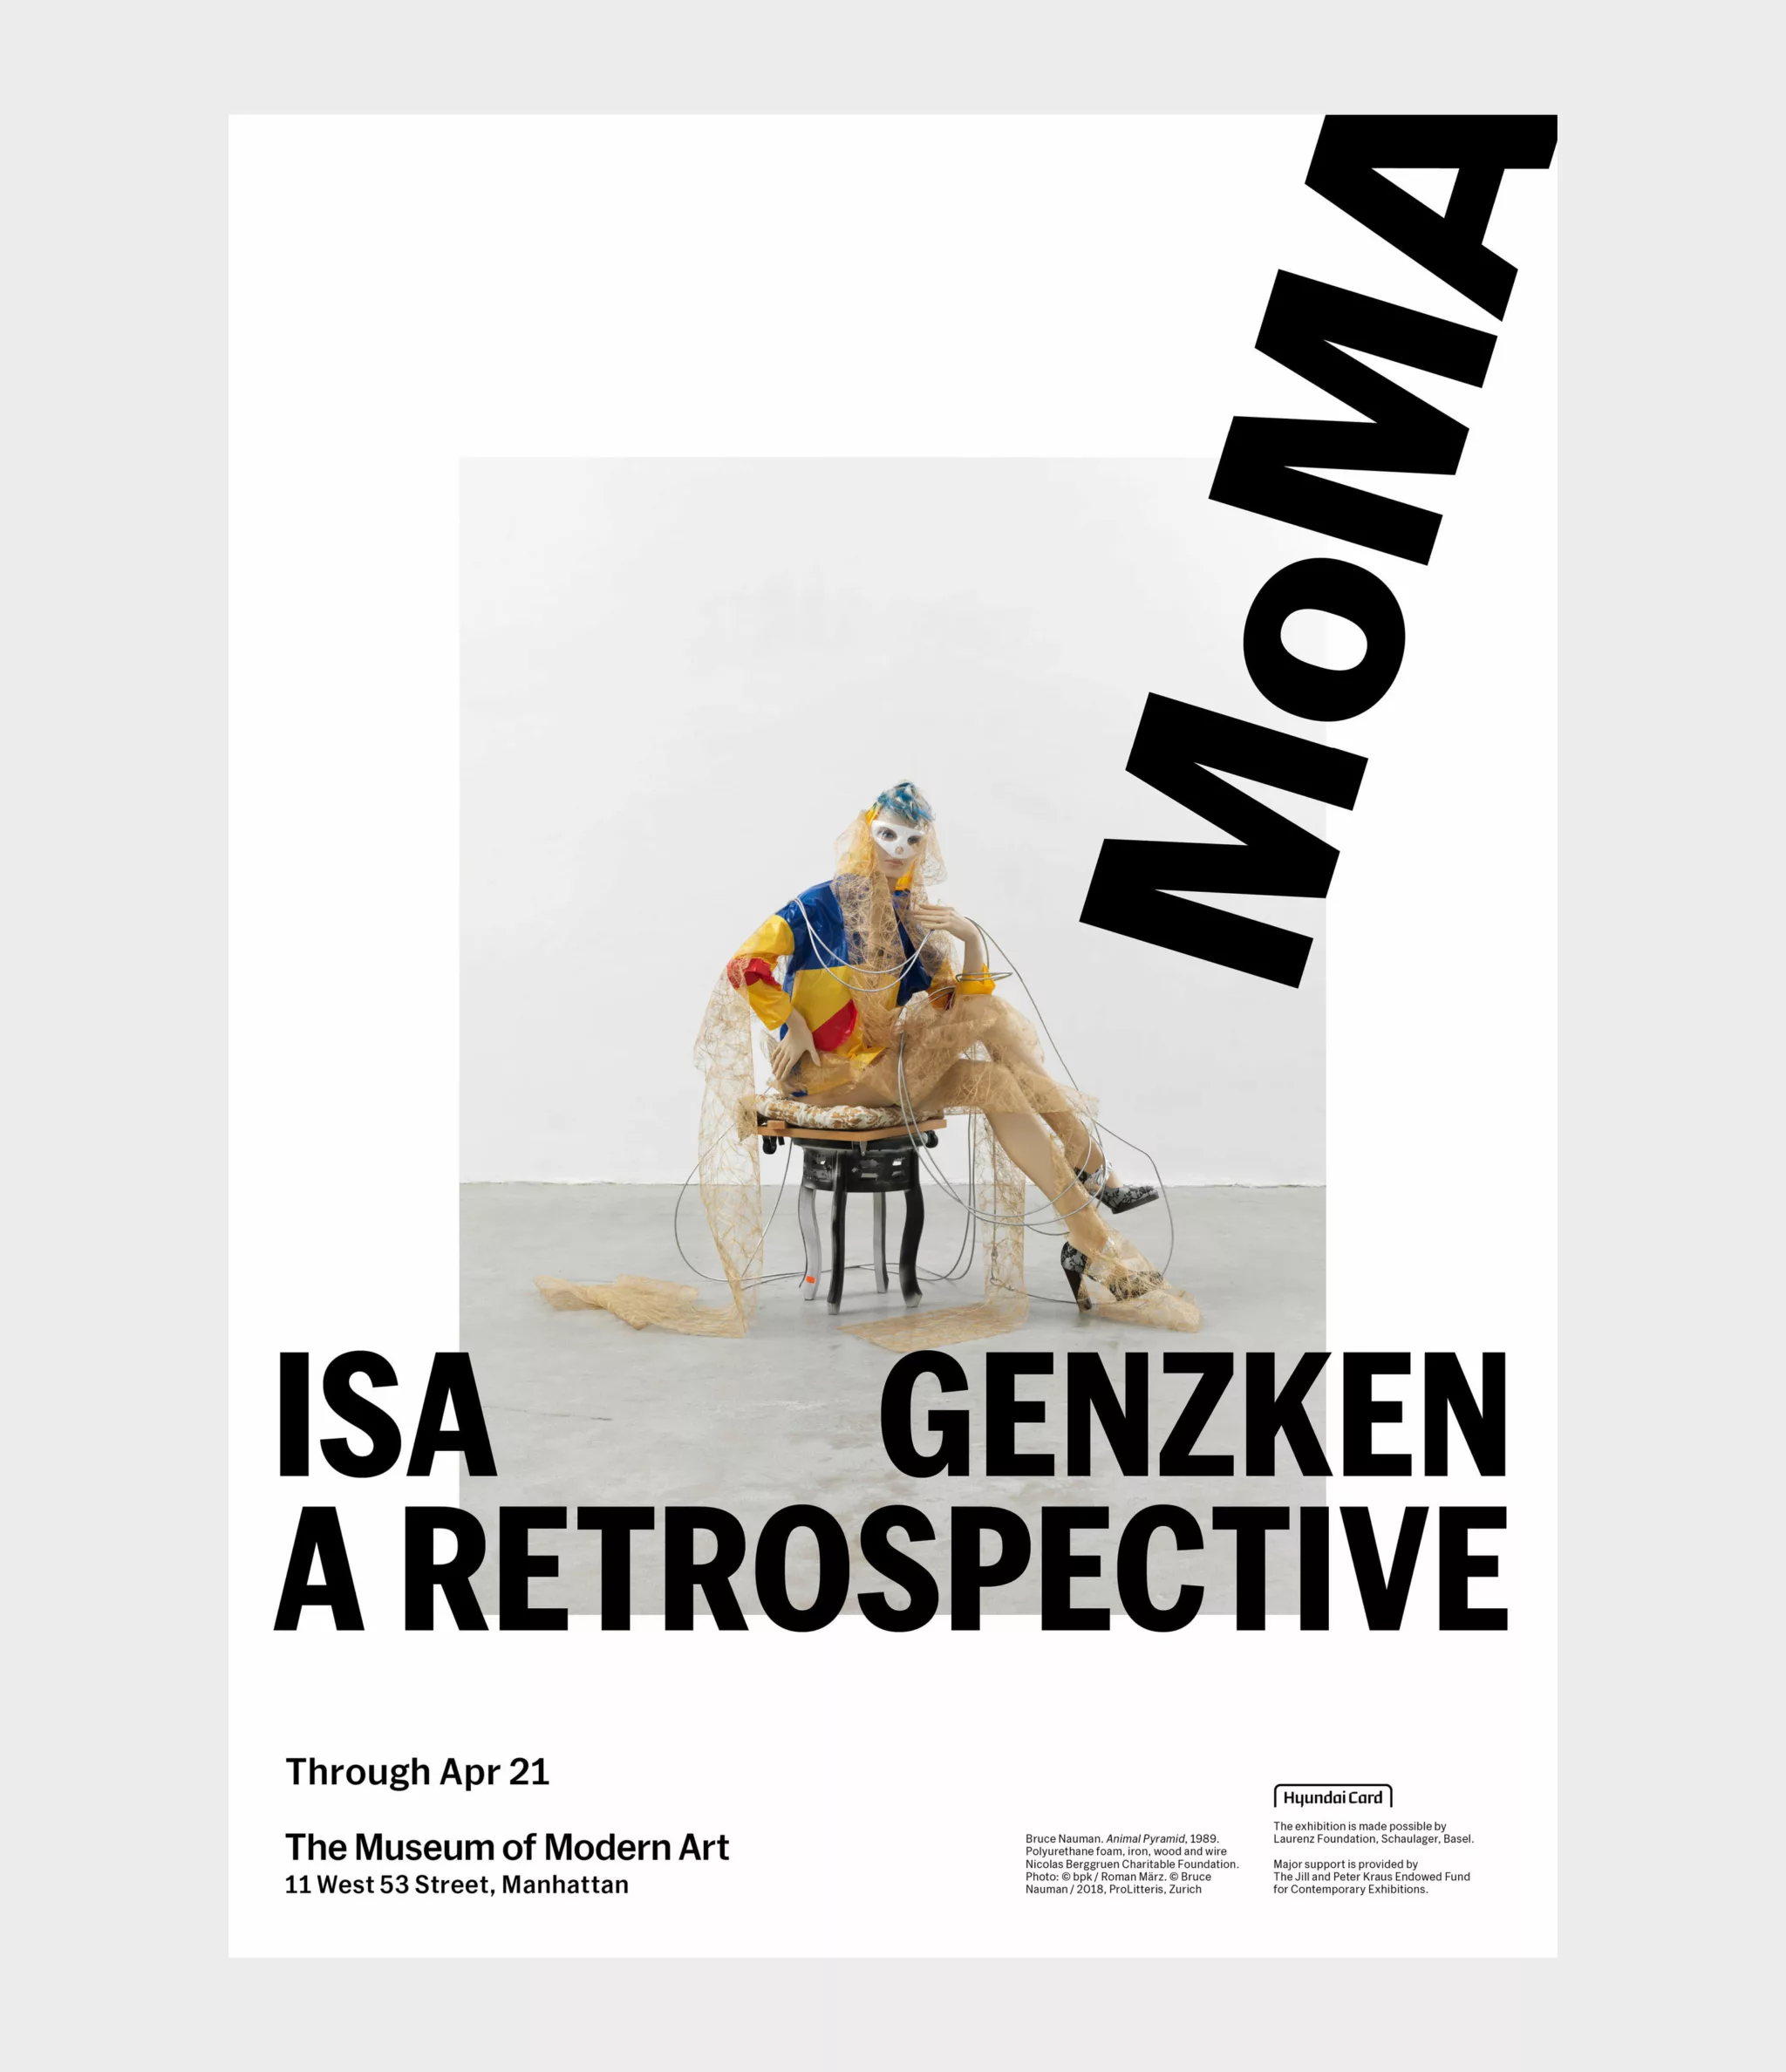 MoMA
ISA GENZKEN
A RETROSPECTIVE
Through Apr 21
The Museum of Modern Art
11 West 53 Street, Manhattan
Bruce Nauman. Animal Pyramid, 1989.
Polyurethane foam, iron, wood and wire
Nicolas Berggruen Charitable Foundation.
Photo: © bpk / Roman März. © Bruce
Nauman / 2018, ProLitteris, Zurich
Hyundai Card
The exhibition is made possible by
Laurenz Foundation, Schaulager, Basel.
Major support is provided by
The Jill and Peter Kraus Endowed Fund
for Contemporary Exhibitions.